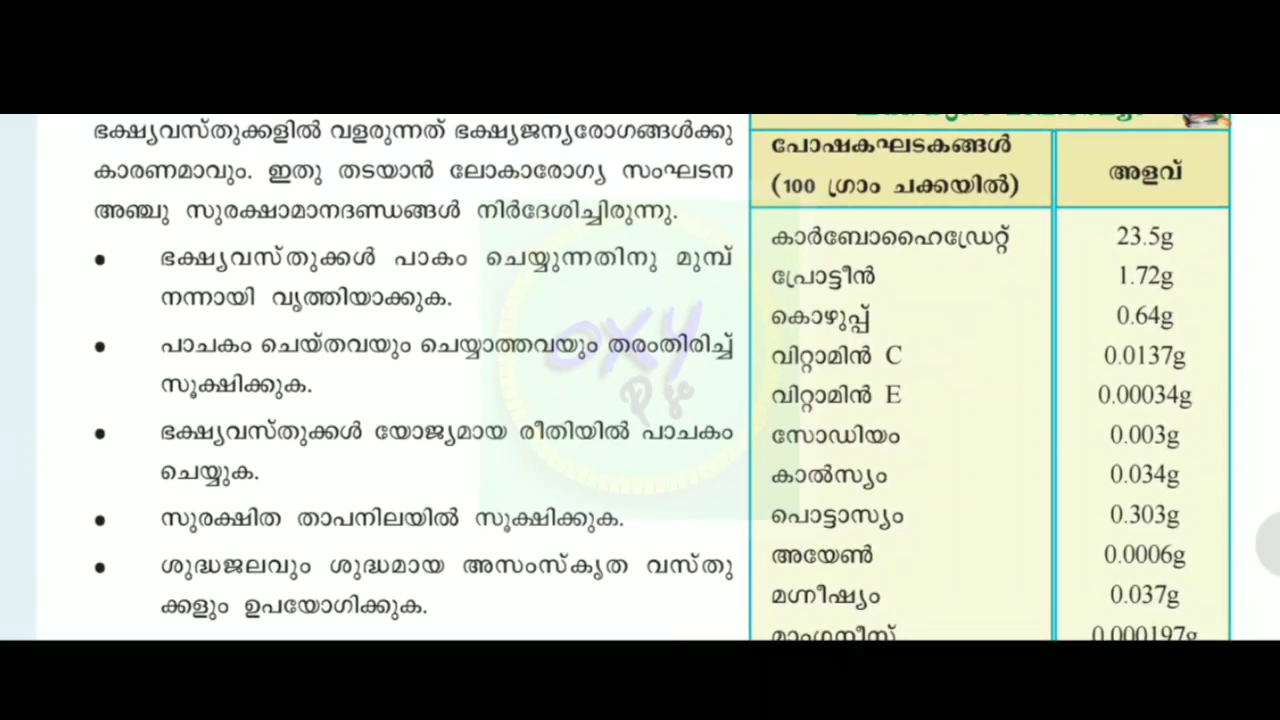 ഭക്ഷ്യവസ്തുക്കളിൽ വളരുന്നത് ഭക്ഷ്യജന്യരോഗങ്ങൾക്കു
കാരണമാവും. ഇതു തടയാൻ ലോകാരോഗ്യ സംഘടന
അഞ്ചു സുരക്ഷാമാനദണ്ഡങ്ങൾ നിർദേശിച്ചിരുന്നു.
● ഭക്ഷ്യവസ്തുക്കൾ പാകം ചെയ്യുന്നതിനു മുമ്പ്
നന്നായി വൃത്തിയാക്കുക.
● പാചകം ചെയ്തവയും ചെയ്യാത്തവയും തരംതിരിച്ച്
സൂക്ഷിക്കുക.
● ഭക്ഷ്യവസ്തുക്കൾ യോജ്യമായ രീതിയിൽ പാചകം
ചെയ്യുക.
● സുരക്ഷിത താപനിലയിൽ സൂക്ഷിക്കുക.
● ശുദ്ധജലവും ശുദ്ധമായ അസംസ്കൃത വസ്തു
ക്കളും ഉപയോഗിക്കുക.
oxy
പോഷകഘടകങ്ങൾ
(100 ഗ്രാം ചക്കയിൽ) അളവ്
കാർബോഹൈഡ്രേറ്റ് 23.5g
പ്രോട്ടീൻ 1.72g
കൊഴുപ്പ് 0.64g
വിറ്റാമിൻ C 0.0137g
വിറ്റാമിൻ E 0.00034g
സോഡിയം 0.003g
കാൽസ്യം 0.034g
പൊട്ടാസ്യം 0.303g
അയേൺ 0.0006g
മഗ്നീഷ്യം 0.037g
മാംഗനീസ് 0.000197g